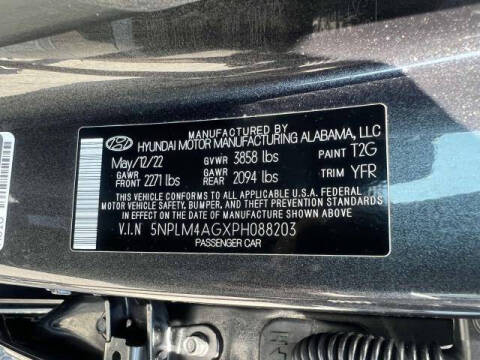 MANUFACTURED BY
HYUNDAI MOTOR MANUFACTURING ALABAMA, LLC
May/12/22 GVWR 3858 lbs PAINT T2G
GAWR FRONT 2271 lbs GAWR REAR 2094 lbs TRIM YFR
THIS VEHICLE CONFORMS TO ALL APPLICABLE U.S.A. FEDERAL
MOTOR VEHICLE SAFETY, BUMPER, AND THEFT PREVENTION STANDARDS
IN EFFECT ON THE DATE OF MANUFACTURE SHOWN ABOVE.
V.I.N 5NPLM4AGXPH088203
PASSENGER CAR